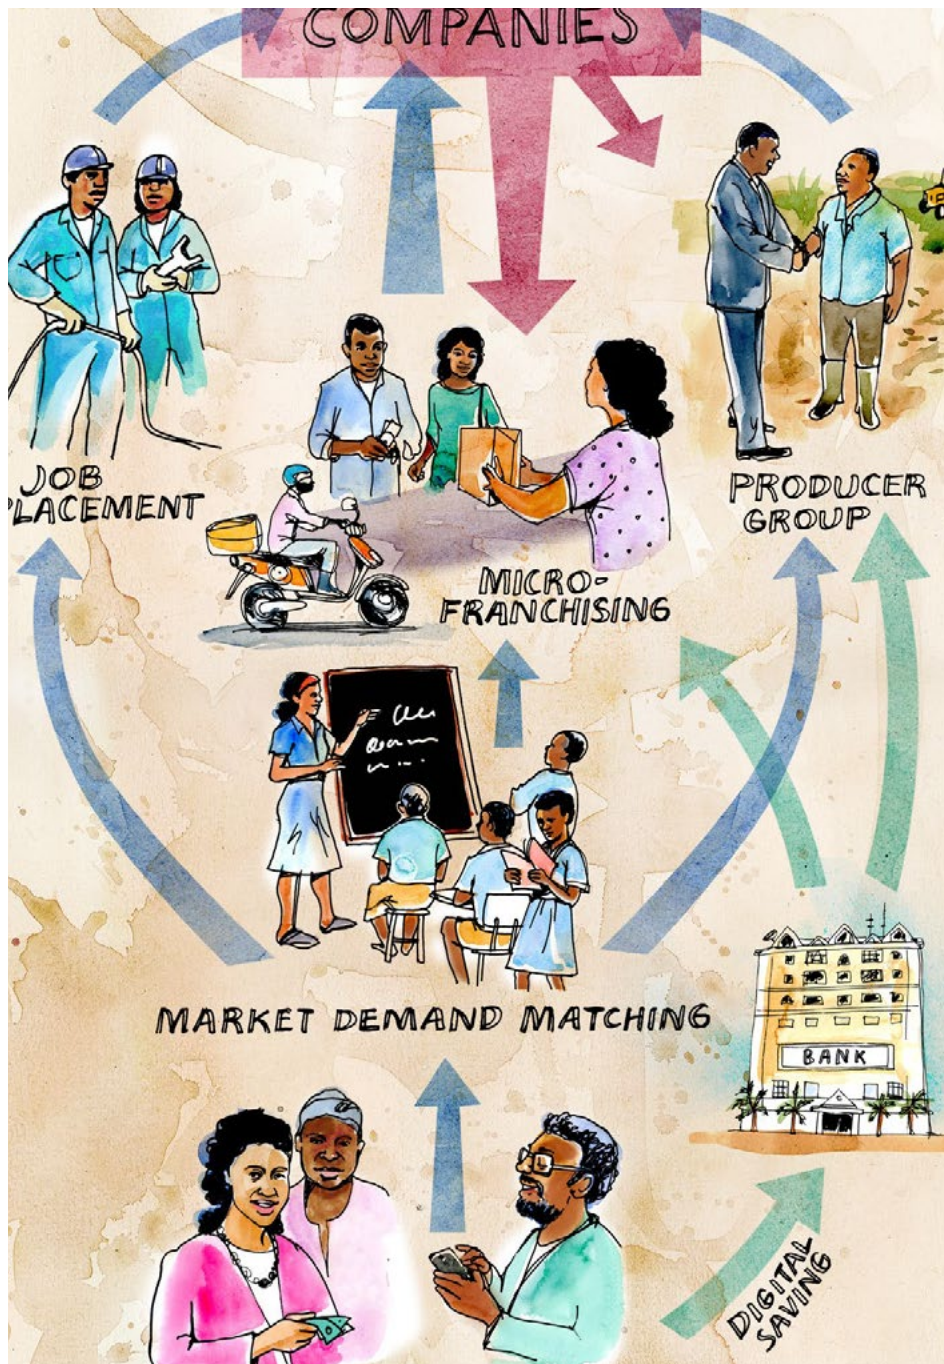 COMPANIES
JOB
PLACEMENT
PRODUCER
GROUP
MICRO-
FRANCHISING
MARKET DEMAND MATCHING
BANK
DIGITAL
SAVING